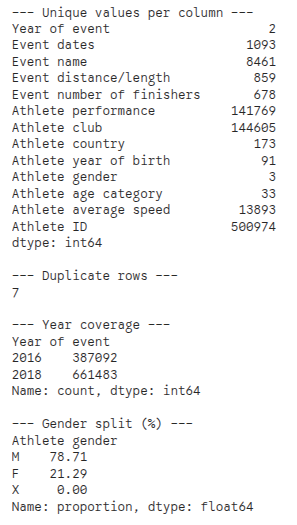 --- Unique values per column ---
Year of event 2
Event dates 1093
Event name 8461
Event distance/length 859
Event number of finishers 678
Athlete performance 141769
Athlete club 144605
Athlete country 173
Athlete year of birth 91
Athlete gender 3
Athlete age category 33
Athlete average speed 13893
Athlete ID 500974
dtype: int64
--- Duplicate rows ---
7
--- Year coverage ---
Year of event
2016 387092
2018 661483
Name: count, dtype: int64
--- Gender split (%) ---
Athlete gender
M 78.71
F 21.29
X 0.00
Name: proportion, dtype: float64